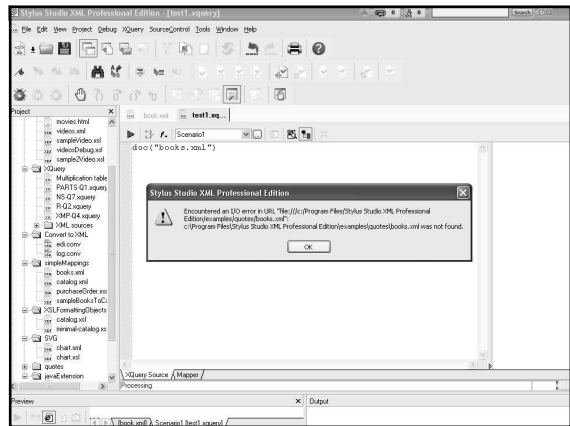 Stylus Studio XML Professional Edition - [test1.xquery]
Search
File Edit View Project Debug XQuery SourceControl Tools Window Help
Project
book.xml test1.xq...
movies.html
videos.xml
sampleVideo.xsl
videosDebug.xsl
sample2Video.xsl
XQuery
Multiplication table
PARTS-Q1.xquery
NS-Q7.xquery
R-Q2.xquery
XMP-Q4.xquery
XML sources
Convert to XML
edi.conv
log.conv
simpleMappings
books.xml
catalog.xml
purchaseOrder.xsd
sampleBooksToCa
XSLFormattingObjects
catalog.xsl
minimal-catalog.xs
SVG
chart.xml
chart.xsl
quotes
javaExtension
Scenario1
doc("books.xml")
Stylus Studio XML Professional Edition
Encountered an I/O error in URL "file:///c:/Program Files/Stylus Studio XML Professional
Edition/examples/quotes/books.xml":
c:\Program Files\Stylus Studio XML Professional Edition\examples\quotes\books.xml was not found.
OK
XQuery Source Mapper
Processing
Preview
Output
[book.xml] Scenario1 [test1.xquery]